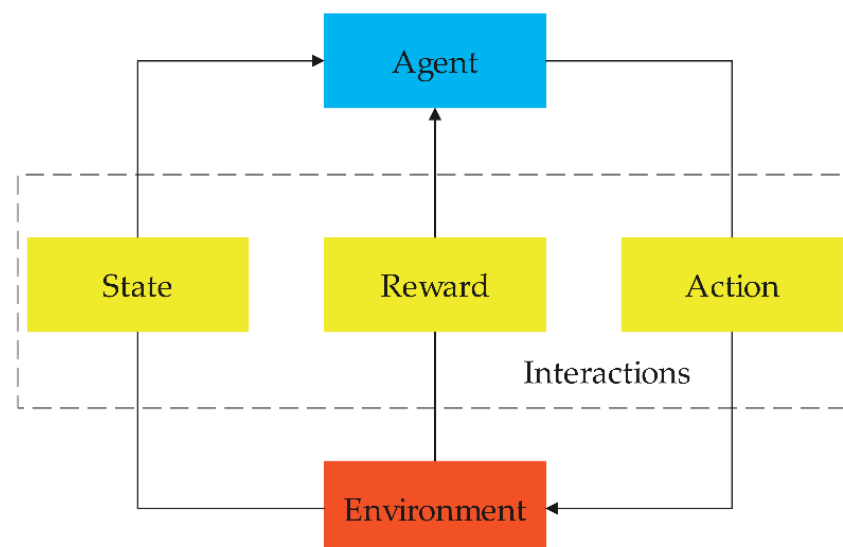 Agent
State
Reward
Action
Interactions
Environment